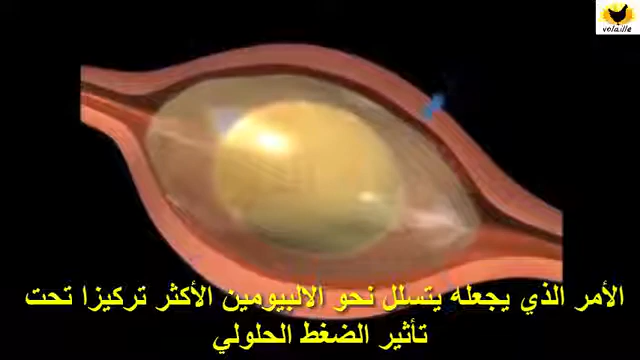 volaille
الأمر الذي يجعله يتسلل نحو الالبيومين الأكثر تركيزا تحت
تأثير الضغط الحلولي